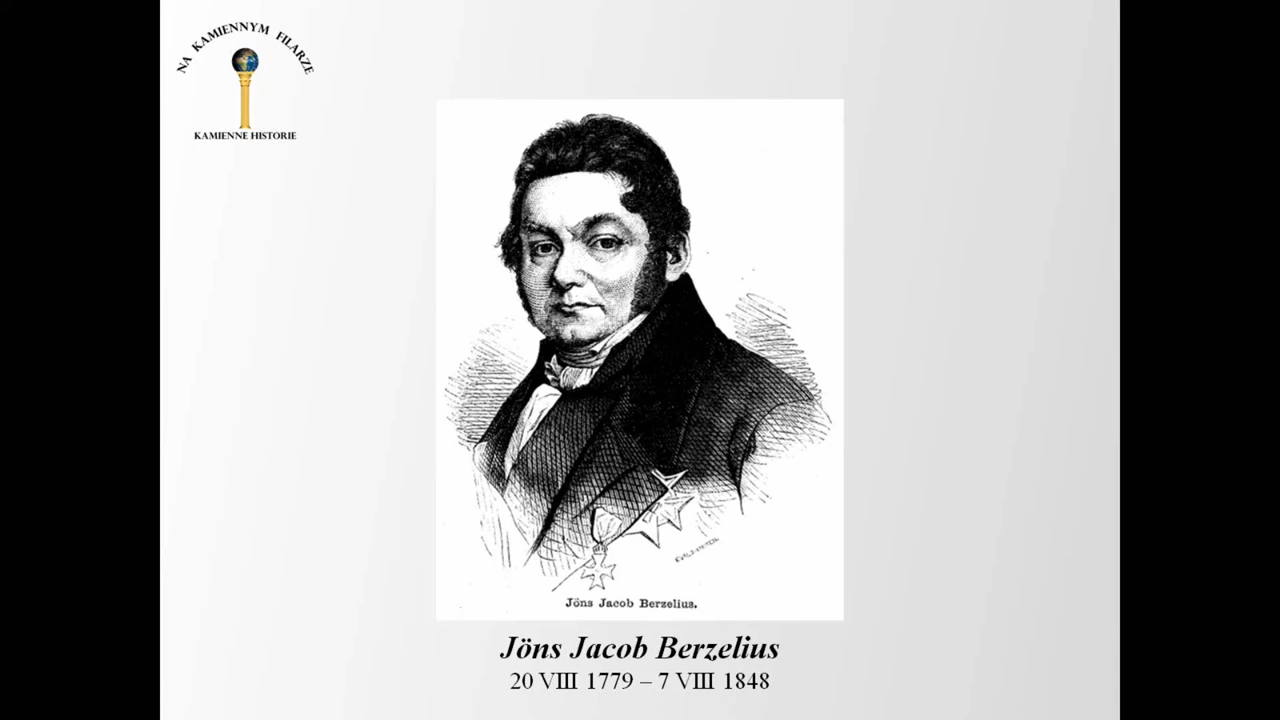 NA KAMIENNYM FILARZE
KAMIENNE HISTORIE
Jöns Jacob Berzelius.
Jöns Jacob Berzelius
20 VIII 1779 – 7 VIII 1848